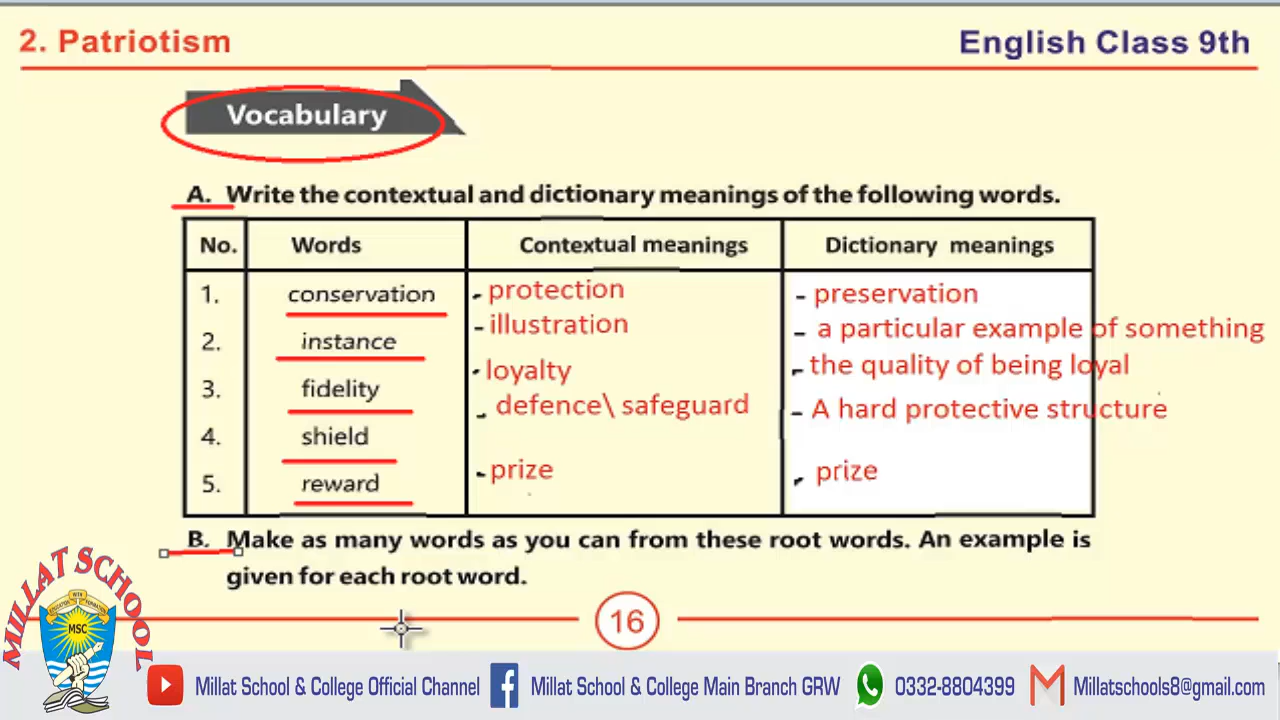 2. Patriotism English Class 9th
Vocabulary
A. Write the contextual and dictionary meanings of the following words.
No. Words Contextual meanings Dictionary meanings
1. conservation - protection - preservation
2. instance - illustration - a particular example of something
3. fidelity - loyalty - the quality of being loyal
4. shield - defence\ safeguard - A hard protective structure
5. reward - prize - prize
B. Make as many words as you can from these root words. An example is
given for each root word.
16
MILLAT SCHOOL
MSC
Millat School & College Official Channel Millat School & College Main Branch GRW 0332-8804399 Millatschools8@gmail.com